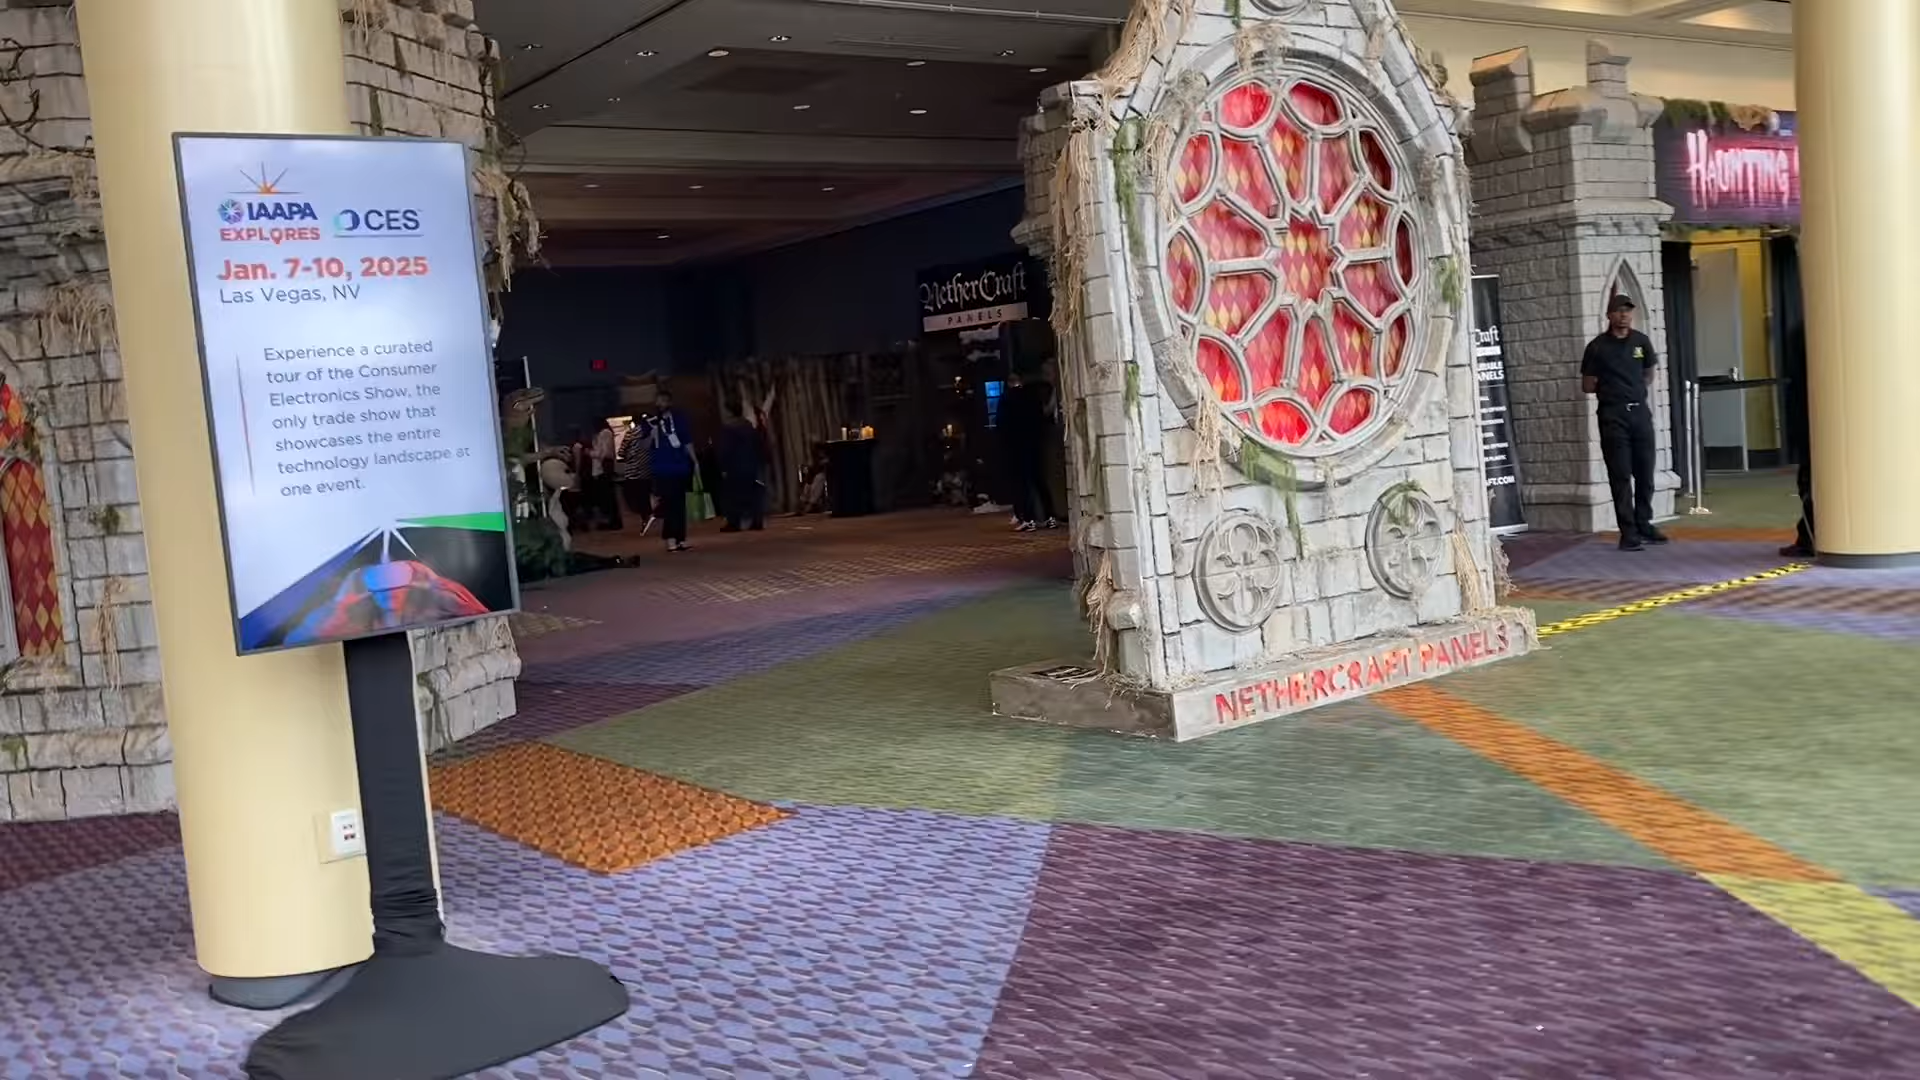 IAAPA
EXPLORES
CES
Jan. 7-10, 2025
Las Vegas, NV
Experience a curated
tour of the Consumer
Electronics Show, the
only trade show that
showcases the entire
technology landscape at
one event.
NetherCraft
PANELS
NETHERCRAFT PANELS
HAUNTING